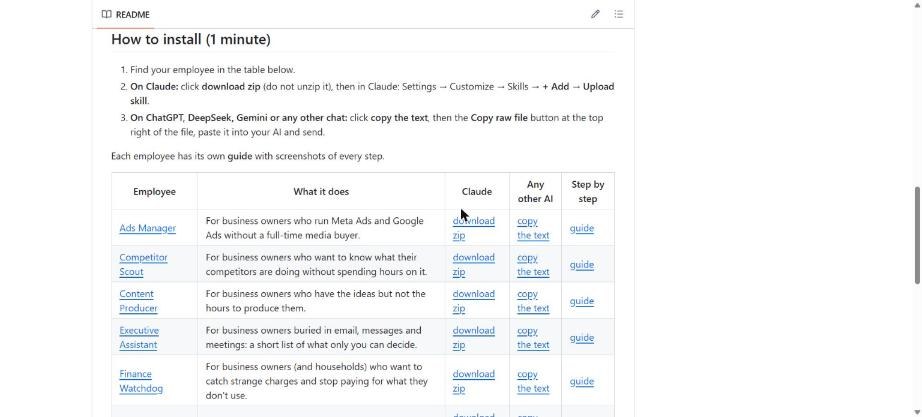 README
How to install (1 minute)
1. Find your employee in the table below.
2. On Claude: click download zip (do not unzip it), then in Claude: Settings → Customize → Skills → + Add → Upload
skill.
3. On ChatGPT, DeepSeek, Gemini or any other chat: click copy the text, then the Copy raw file button at the top
right of the file, paste it into your AI and send.
Each employee has its own guide with screenshots of every step.
Employee What it does Claude Any other AI Step by step
Ads Manager
For business owners who run Meta Ads and Google
Ads without a full-time media buyer.
download
zip
copy
the text
guide
Competitor
Scout
For business owners who want to know what their
competitors are doing without spending hours on it.
download
zip
copy
the text
guide
Content
Producer
For business owners who have the ideas but not the
hours to produce them.
download
zip
copy
the text
guide
Executive
Assistant
For business owners buried in email, messages and
meetings: a short list of what only you can decide.
download
zip
copy
the text
guide
Finance
Watchdog
For business owners (and households) who want to
catch strange charges and stop paying for what they
don't use.
download
zip
copy
the text
guide